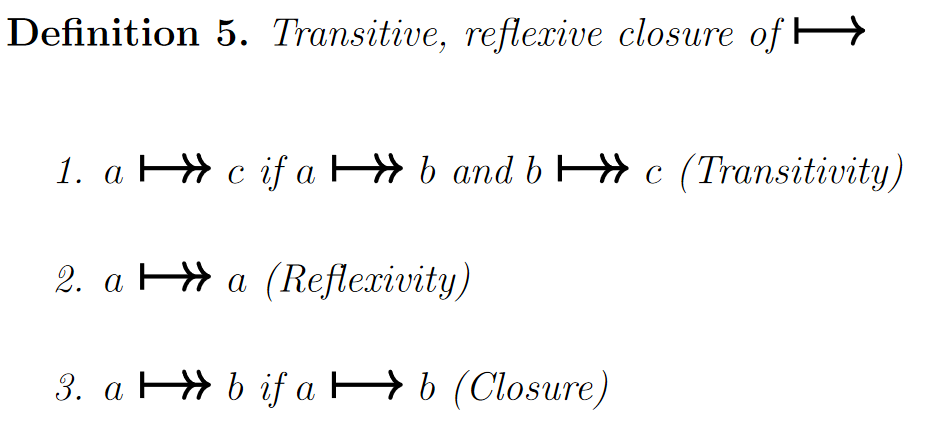 Definition 5. Transitive, reflexive closure of ⟼
1. a ⤅ c if a ⤅ b and b ⤅ c (Transitivity)
2. a ⤅ a (Reflexivity)
3. a ⤅ b if a ⟼ b (Closure)